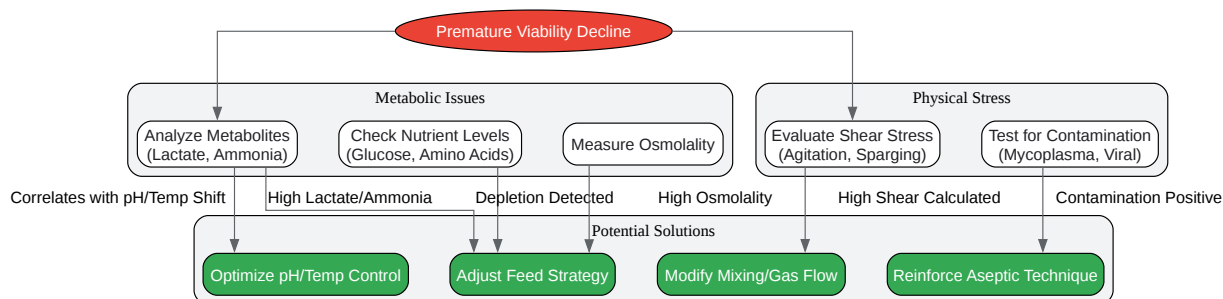 Premature Viability Decline
Metabolic Issues
Physical Stress
Analyze Metabolites
(Lactate, Ammonia)
Check Nutrient Levels
(Glucose, Amino Acids)
Measure Osmolality
Evaluate Shear Stress
(Agitation, Sparging)
Test for Contamination
(Mycoplasma, Viral)
Correlates with pH/Temp Shift
High Lactate/Ammonia
Depletion Detected
High Osmolality
High Shear Calculated
Contamination Positive
Potential Solutions
Optimize pH/Temp Control
Adjust Feed Strategy
Modify Mixing/Gas Flow
Reinforce Aseptic Technique